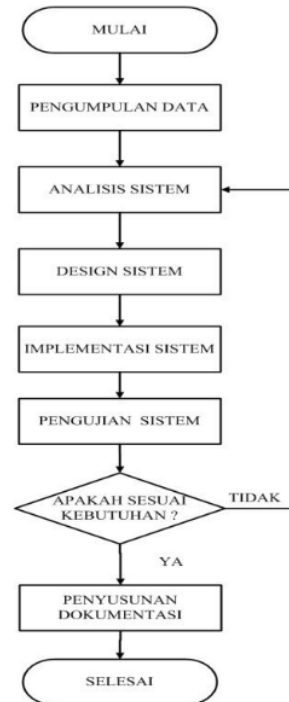 MULAI
PENGUMPULAN DATA
ANALISIS SISTEM
DESIGN SISTEM
IMPLEMENTASI SISTEM
PENGUJIAN SISTEM
APAKAH SESUAI
KEBUTUHAN ?
TIDAK
YA
PENYUSUNAN
DOKUMENTASI
SELESAI